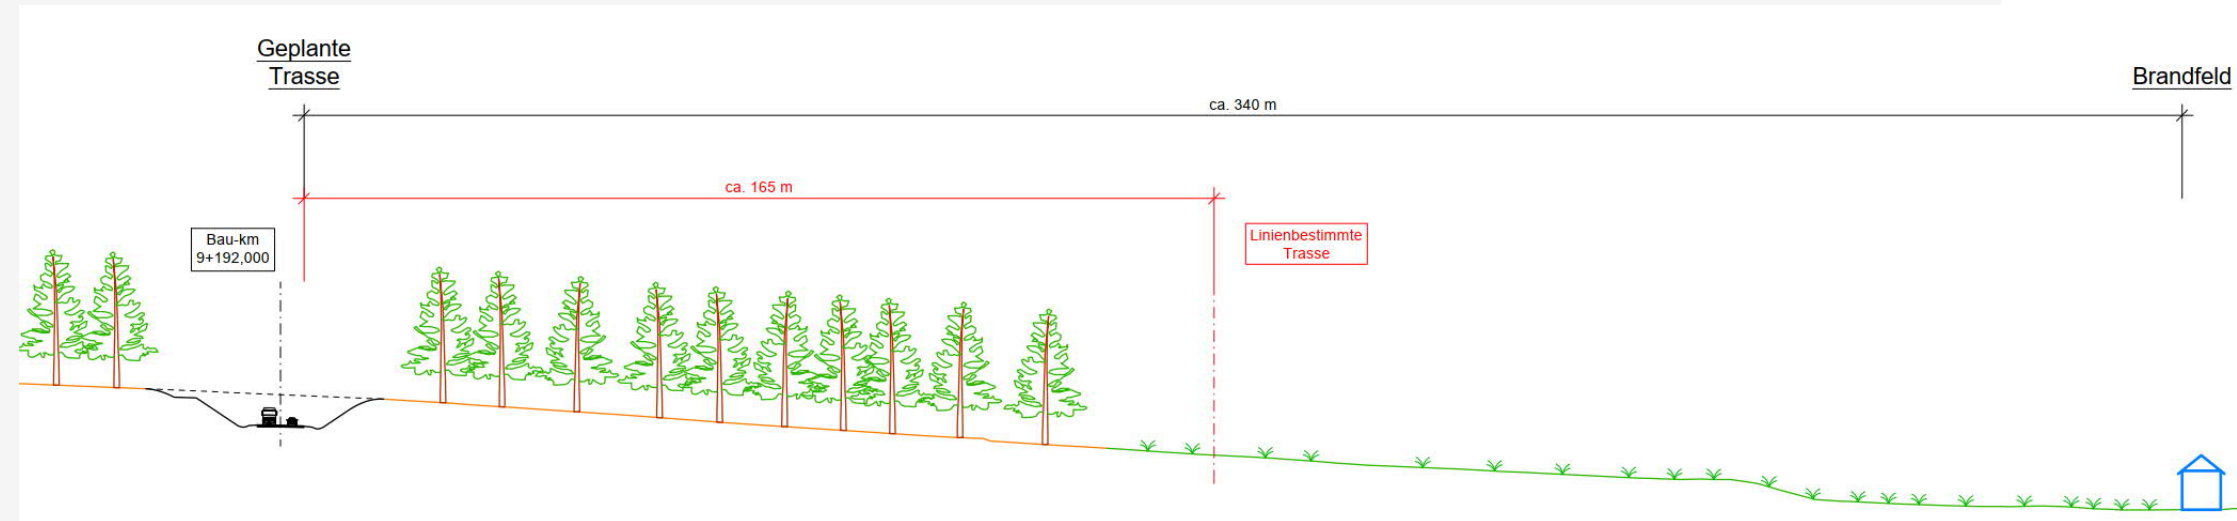 Geplante
Trasse
Brandfeld
ca. 340 m
ca. 165 m
Bau-km
9+192,000
Linienbestimmte
Trasse